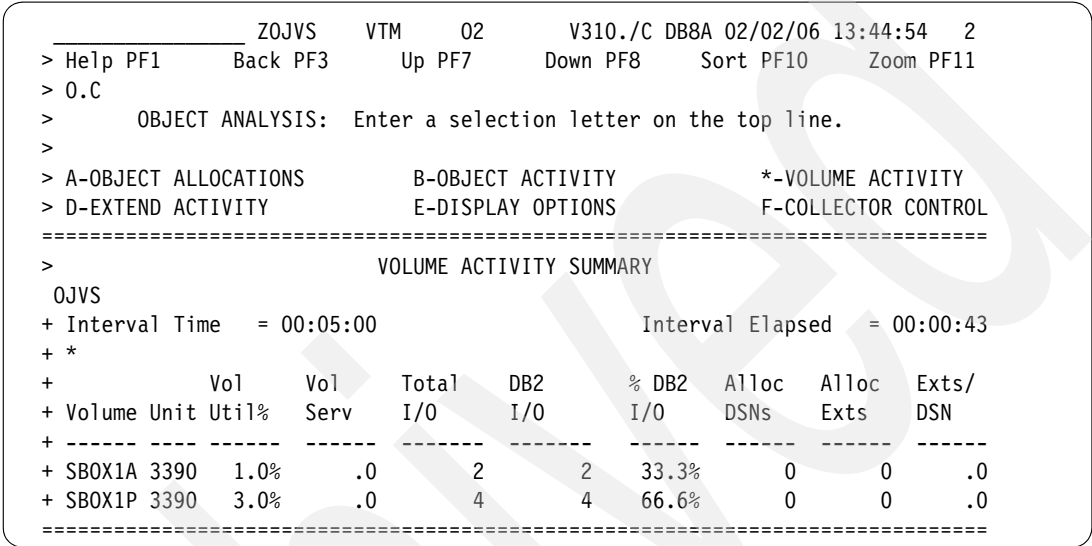 ________________ ZOJVS    VTM     O2       V310./C DB8A 02/02/06 13:44:54   2
> Help PF1      Back PF3      Up PF7      Down PF8     Sort PF10     Zoom PF11
> O.C
>       OBJECT ANALYSIS:  Enter a selection letter on the top line.
>
> A-OBJECT ALLOCATIONS         B-OBJECT ACTIVITY            *-VOLUME ACTIVITY
> D-EXTEND ACTIVITY            E-DISPLAY OPTIONS            F-COLLECTOR CONTROL
===============================================================================
>                           VOLUME ACTIVITY SUMMARY
OJVS
+ Interval Time   = 00:05:00                      Interval Elapsed   = 00:00:43
+ *
+             Vol    Vol     Total    DB2       % DB2   Alloc   Alloc   Exts/
+ Volume Unit Util%  Serv    I/O      I/O       I/O     DSNs    Exts    DSN
+ ------ ---- ------  ------  -------  -------   ------  ------  ------  ------
+ SBOX1A 3390   1.0%      .0        2        2    33.3%       0       0      .0
+ SBOX1P 3390   3.0%      .0        4        4    66.6%       0       0      .0
===============================================================================